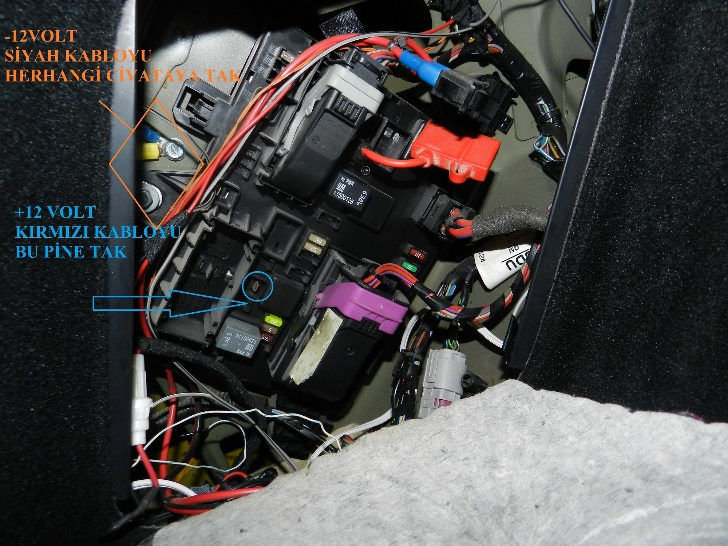 -12VOLT
SİYAH KABLOYU
HERHANGİ CİVATAYA TAK
+12 VOLT
KIRMIZI KABLOYU
BU PİNE TAK